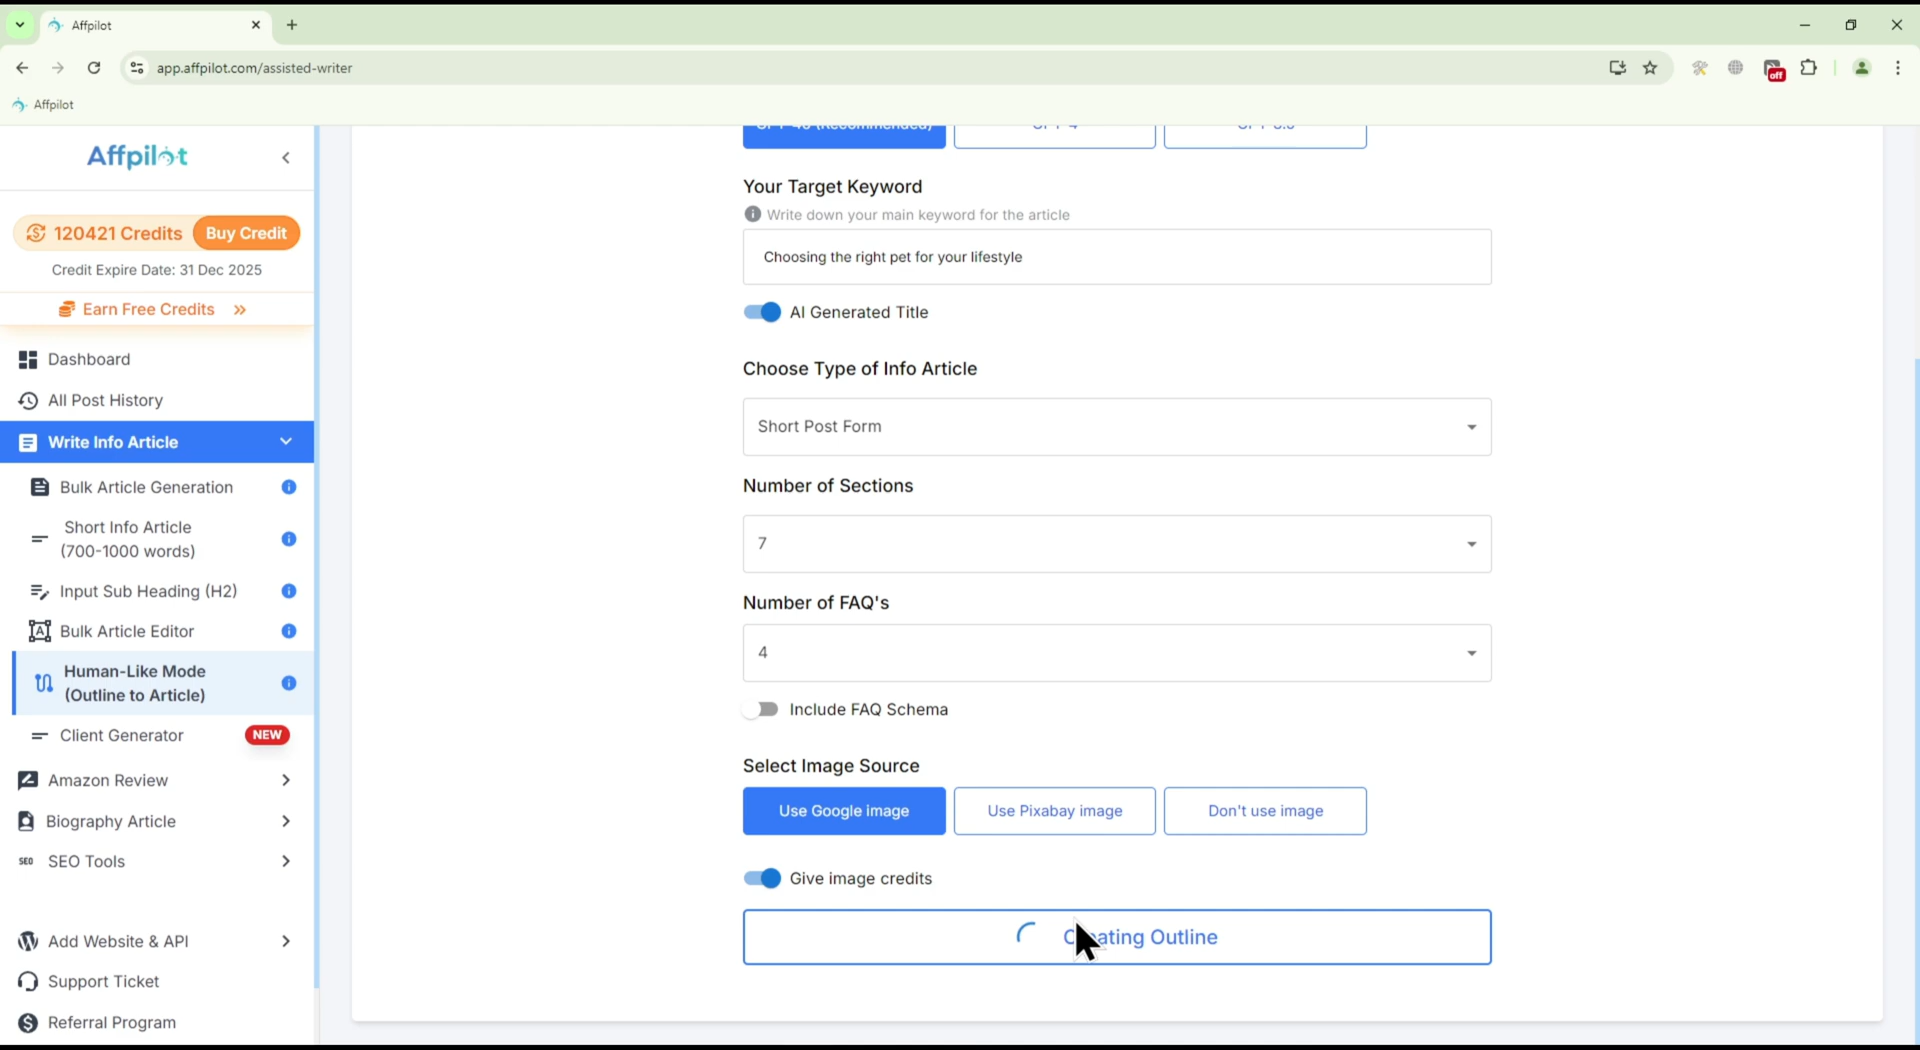 Affpilot
app.affpilot.com/assisted-writer
off
Affpilot
Affpilot
120421 Credits
Buy Credit
Credit Expire Date: 31 Dec 2025
Earn Free Credits
Dashboard
All Post History
Write Info Article
Bulk Article Generation
Short Info Article
(700-1000 words)
Input Sub Heading (H2)
Bulk Article Editor
Human-Like Mode
(Outline to Article)
Client Generator
NEW
Amazon Review
Biography Article
SEO SEO Tools
Add Website & API
Support Ticket
Referral Program
Your Target Keyword
Write down your main keyword for the article
Choosing the right pet for your lifestyle
AI Generated Title
Choose Type of Info Article
Short Post Form
Number of Sections
7
Number of FAQ's
4
Include FAQ Schema
Select Image Source
Use Google image
Use Pixabay image
Don't use image
Give image credits
Creating Outline